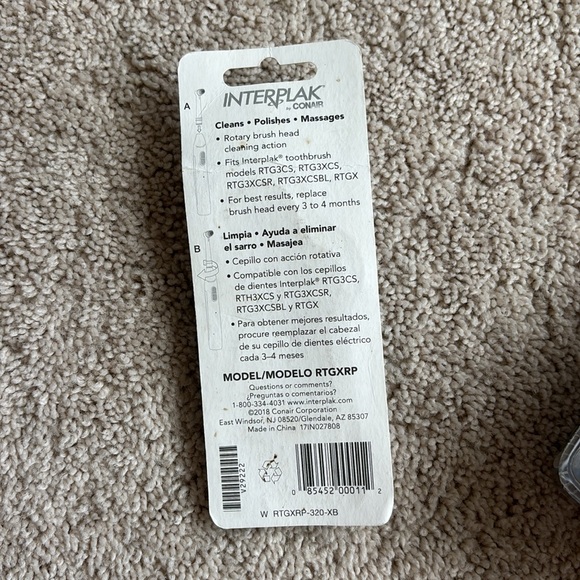 INTERPLAK
by CONAIR
A
Cleans • Polishes • Massages
• Rotary brush head
cleaning action
• Fits Interplak® toothbrush
models RTG3CS, RTG3XCS,
RTG3XCSR, RTG3XCSBL, RTGX
• For best results, replace
brush head every 3 to 4 months
B
Limpia • Ayuda a eliminar
el sarro • Masajea
• Cepillo con acción rotativa
• Compatible con los cepillos
de dientes Interplak® RTG3CS,
RTH3XCS y RTG3XCSR,
RTG3XCSBL y RTGX
• Para obtener mejores resultados,
procure reemplazar el cabezal
de su cepillo de dientes eléctrico
cada 3–4 meses
MODEL/MODELO RTGXRP
Questions or comments?
¿Preguntas o comentarios?
1-800-334-4031 www.interplak.com
©2018 Conair Corporation
East Windsor, NJ 08520/Glendale, AZ 85307
Made in China 17IN027808
V29222
0 85452 00011 2
W RTGXRP-320-XB